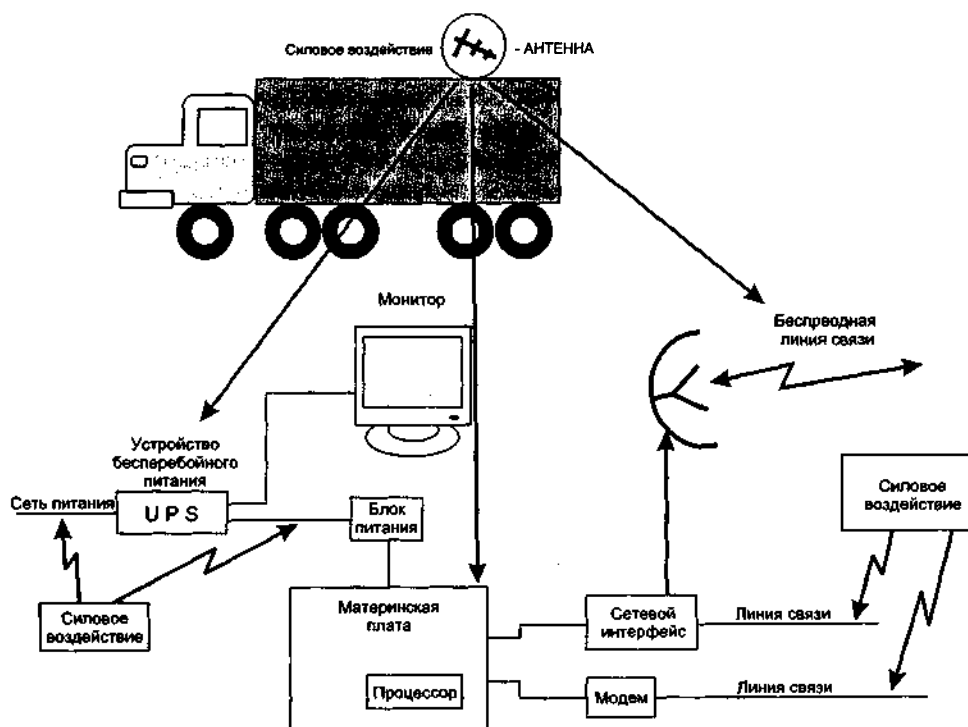 Силовое воздействие
- АНТЕННА
Монитор
Беспроводная
линия связи
Устройство
бесперебойного
питания
Сеть питания
UPS
Блок
питания
Силовое
воздействие
Силовое
воздействие
Материнская
плата
Процессор
Сетевой
интерфейс
Линия связи
Модем
Линия связи